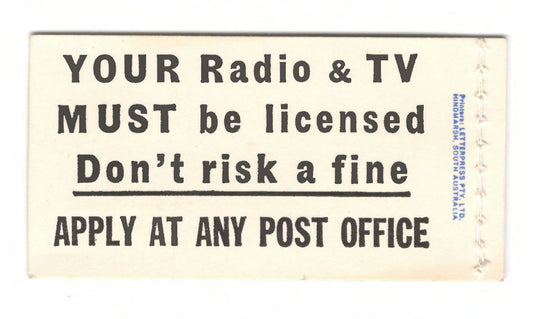 YOUR Radio & TV
MUST be licensed
Don't risk a fine
APPLY AT ANY POST OFFICE
Printers: LETTERPRESS PTY. LTD.
HINDMARSH, SOUTH AUSTRALIA